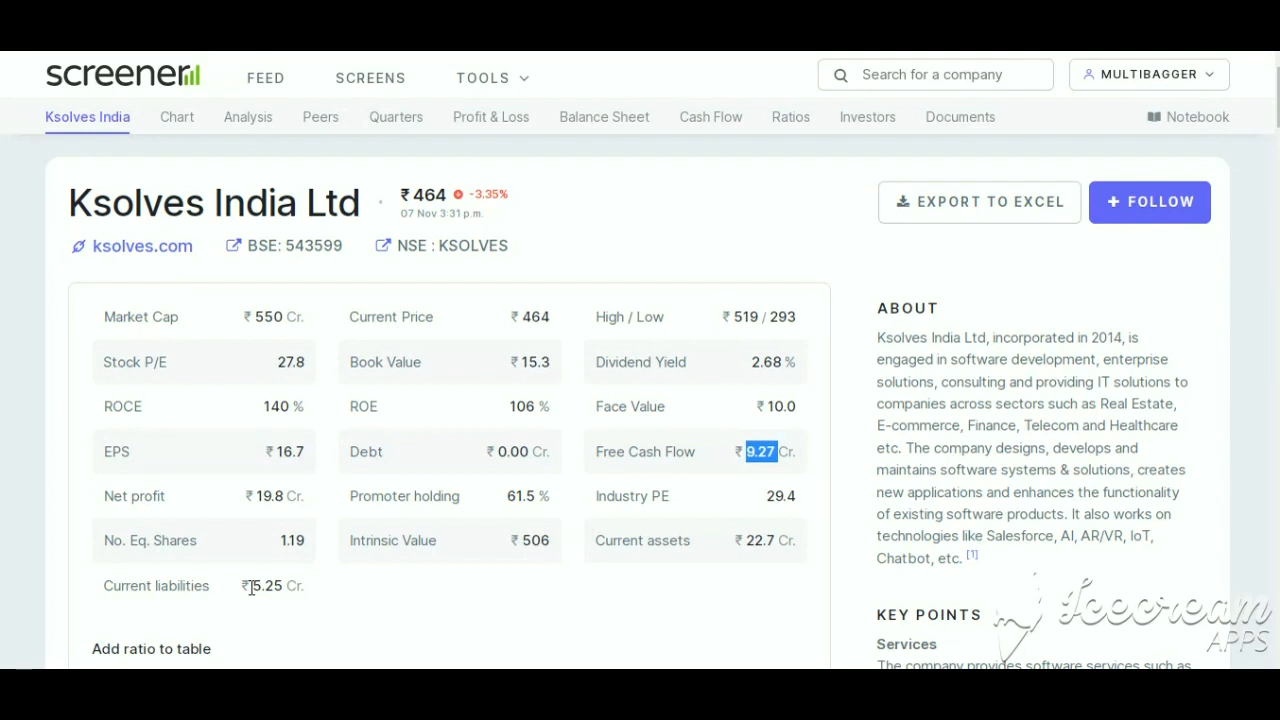 screener FEED SCREENS TOOLS Search for a company MULTIBAGGER
Ksolves India Chart Analysis Peers Quarters Profit & Loss Balance Sheet Cash Flow Ratios Investors Documents Notebook
Ksolves India Ltd ₹ 464 -3.35%
07 Nov 3:31 p.m.
EXPORT TO EXCEL + FOLLOW
ksolves.com BSE: 543599 NSE : KSOLVES
Market Cap ₹ 550 Cr. Current Price ₹ 464 High / Low ₹ 519 / 293
Stock P/E 27.8 Book Value ₹ 15.3 Dividend Yield 2.68 %
ROCE 140 % ROE 106 % Face Value ₹ 10.0
EPS ₹ 16.7 Debt ₹ 0.00 Cr. Free Cash Flow ₹ 9.27 Cr.
Net profit ₹ 19.8 Cr. Promoter holding 61.5 % Industry PE 29.4
No. Eq. Shares 1.19 Intrinsic Value ₹ 506 Current assets ₹ 22.7 Cr.
Current liabilities ₹ 5.25 Cr.
Add ratio to table
ABOUT
Ksolves India Ltd, incorporated in 2014, is
engaged in software development, enterprise
solutions, consulting and providing IT solutions to
companies across sectors such as Real Estate,
E-commerce, Finance, Telecom and Healthcare
etc. The company designs, develops and
maintains software systems & solutions, creates
new applications and enhances the functionality
of existing software products. It also works on
technologies like Salesforce, AI, AR/VR, IoT,
Chatbot, etc. [1]
KEY POINTS
Services
The company provides software services such as
Icecream
APPS